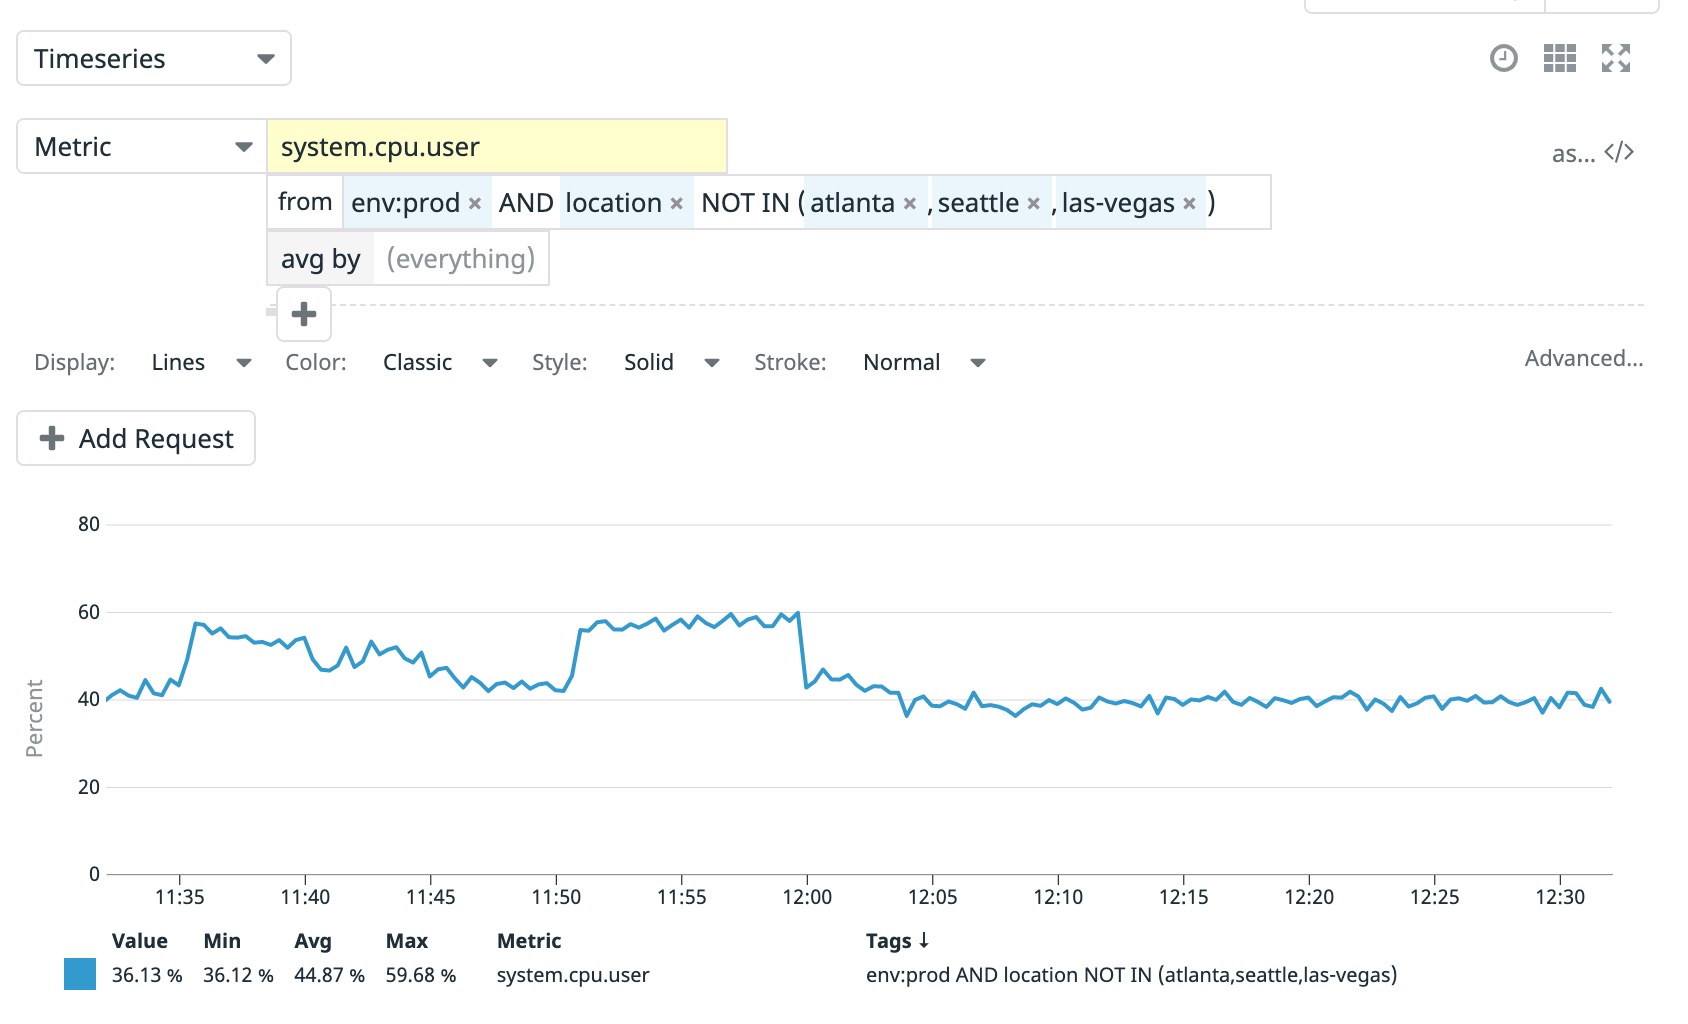 Timeseries
Metric system.cpu.user as... </>
from env:prod × AND location × NOT IN (atlanta × ,seattle × ,las-vegas × )
avg by (everything)
Display: Lines Color: Classic Style: Solid Stroke: Normal Advanced...
Add Request
80
60
40
20
0
Percent
11:35 11:40 11:45 11:50 11:55 12:00 12:05 12:10 12:15 12:20 12:25 12:30
Value Min Avg Max Metric Tags ↓
36.13 % 36.12 % 44.87 % 59.68 % system.cpu.user env:prod AND location NOT IN (atlanta,seattle,las-vegas)